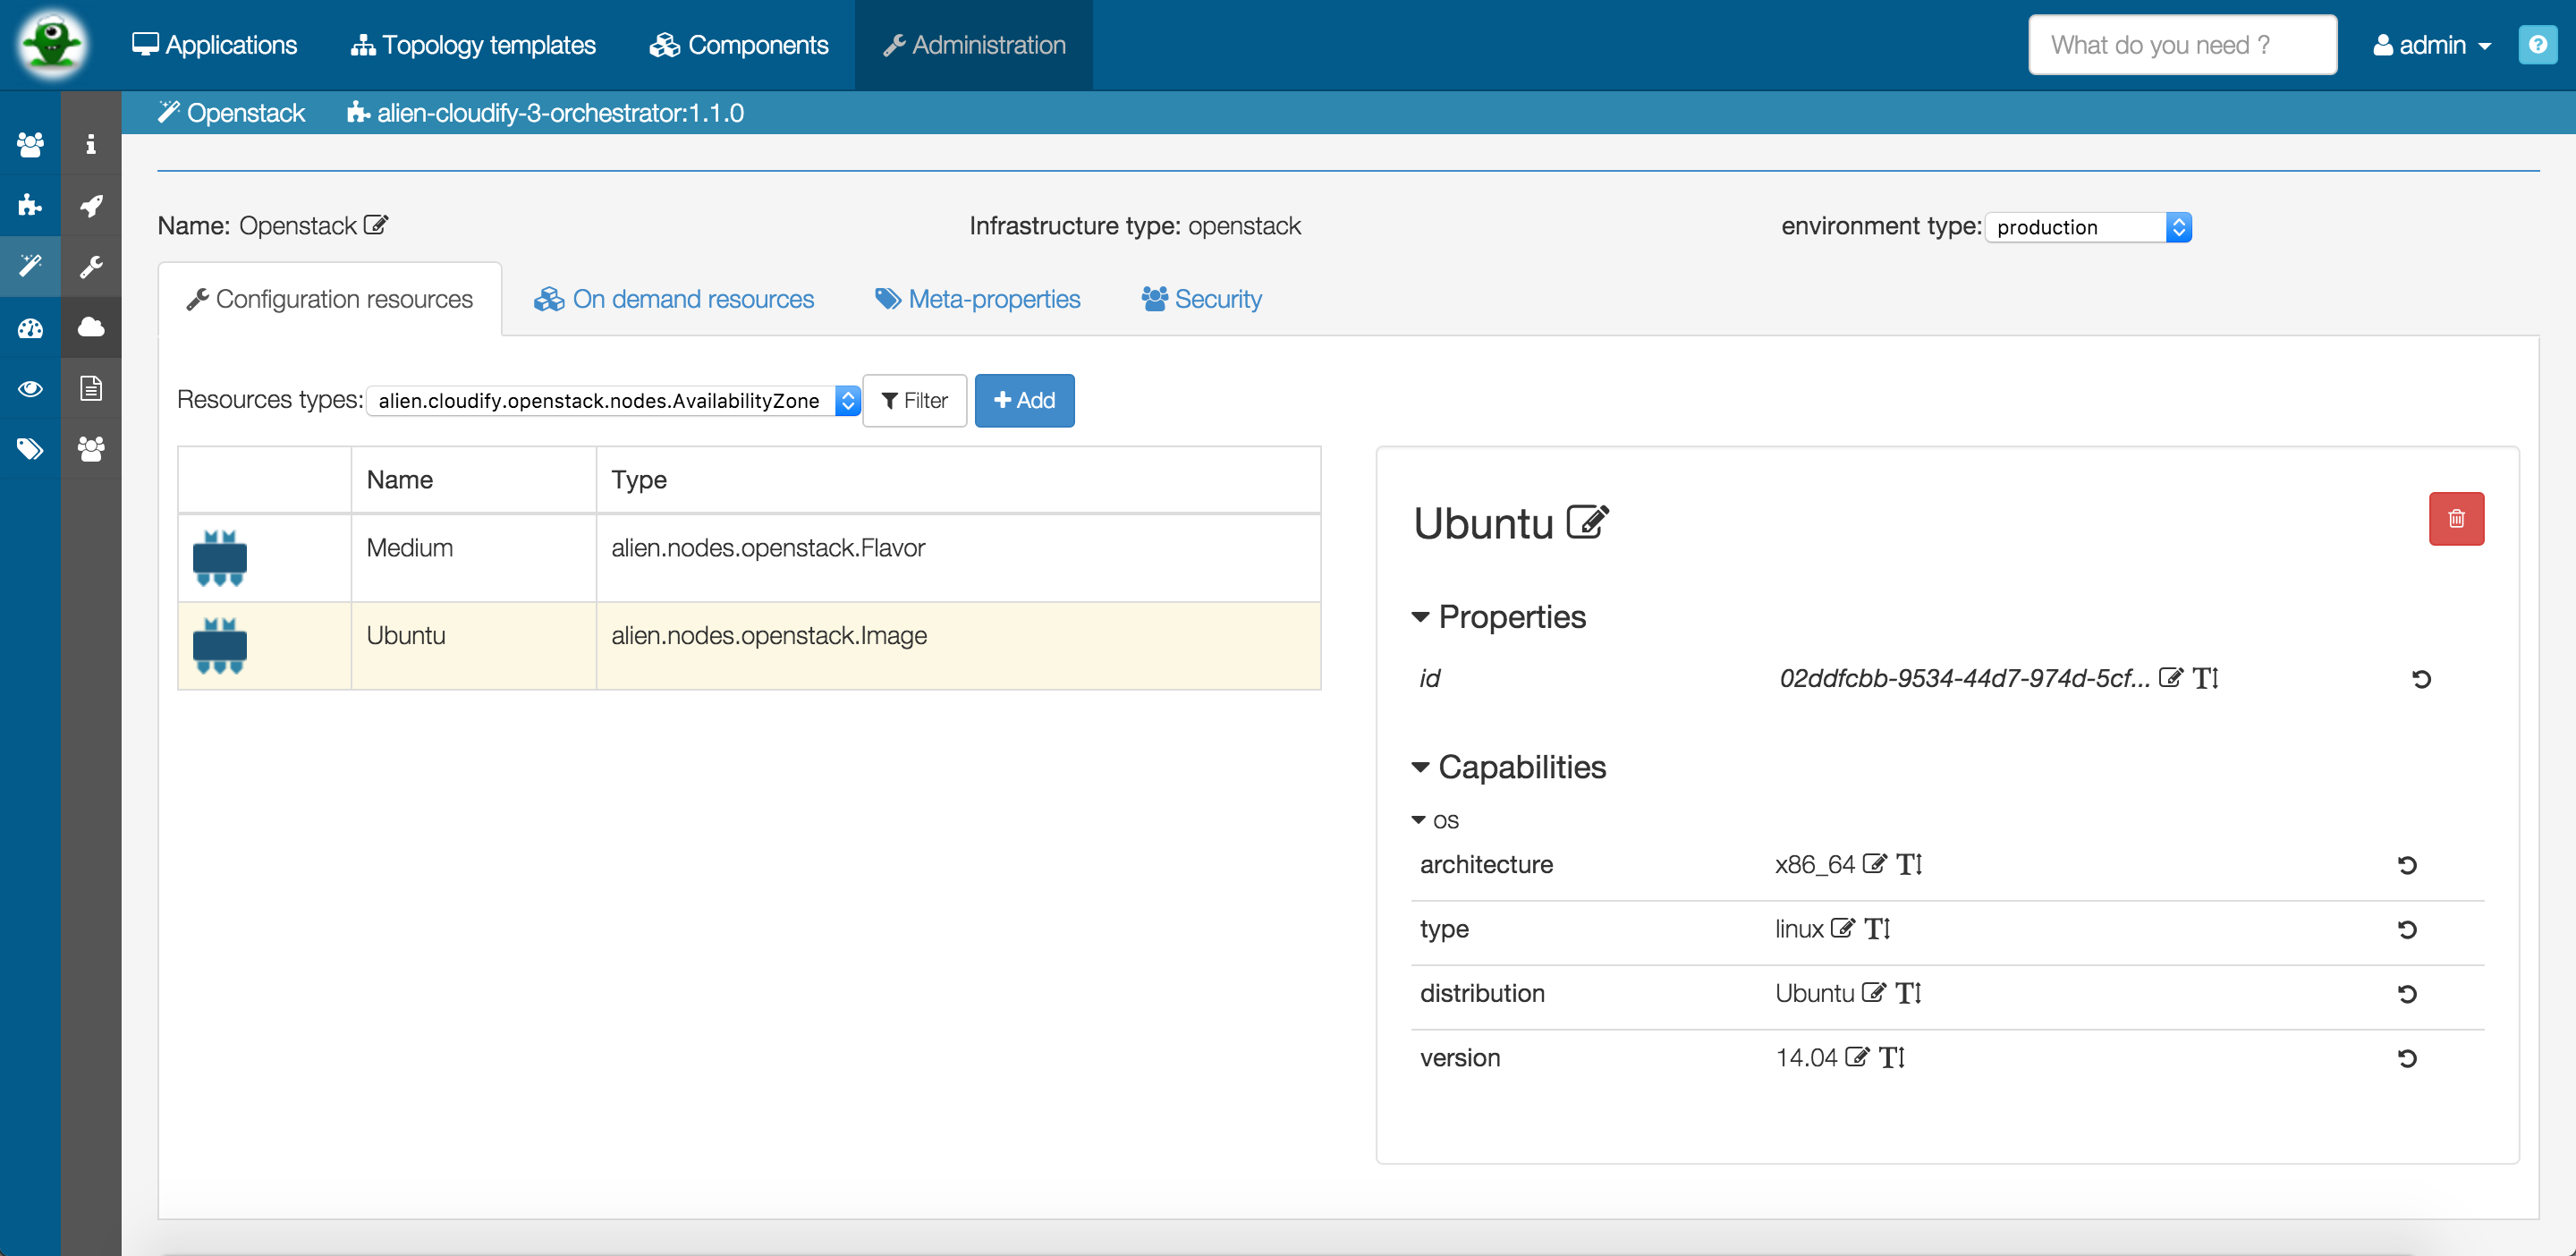 Applications Topology templates Components Administration What do you need ? admin
Openstack alien-cloudify-3-orchestrator:1.1.0
Name: Openstack Infrastructure type: openstack environment type: production
Configuration resources On demand resources Meta-properties Security
Resources types: alien.cloudify.openstack.nodes.AvailabilityZone Filter Add
Name Type
Medium alien.nodes.openstack.Flavor
Ubuntu alien.nodes.openstack.Image
Ubuntu
Properties
id 02ddfcbb-9534-44d7-974d-5cf...
Capabilities
os
architecture x86_64
type linux
distribution Ubuntu
version 14.04